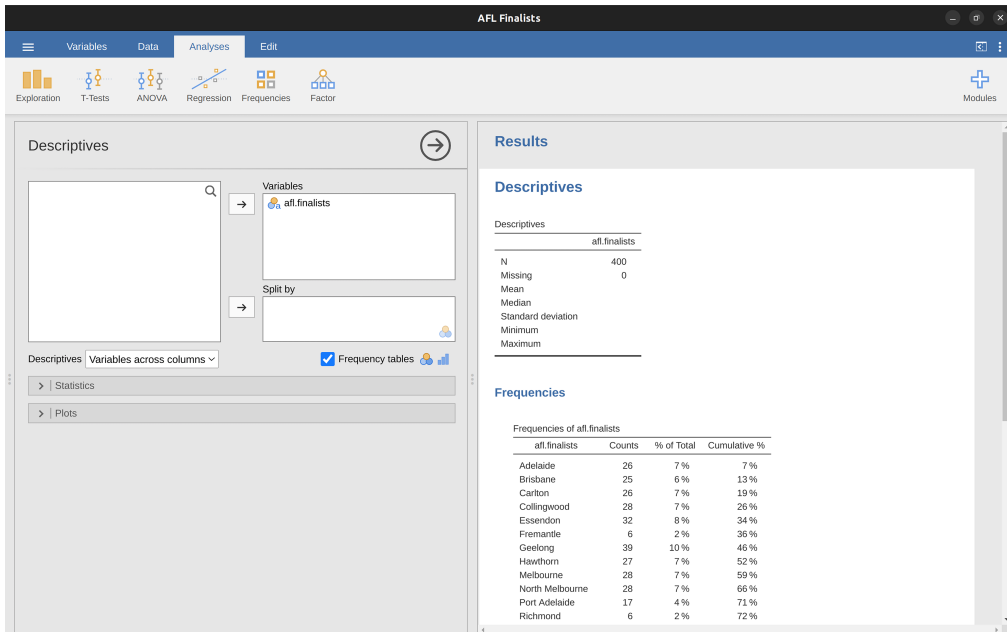 AFL Finalists
Variables Data Analyses Edit
Exploration T-Tests ANOVA Regression Frequencies Factor Modules
Descriptives
Variables
a afl.finalists
Split by
Descriptives Variables across columns Frequency tables
Statistics
Plots
Results
Descriptives
Descriptives
afl.finalists
N 400
Missing 0
Mean
Median
Standard deviation
Minimum
Maximum
Frequencies
Frequencies of afl.finalists
afl.finalists Counts % of Total Cumulative %
Adelaide 26 7 % 7 %
Brisbane 25 6 % 13 %
Carlton 26 7 % 19 %
Collingwood 28 7 % 26 %
Essendon 32 8 % 34 %
Fremantle 6 2 % 36 %
Geelong 39 10 % 46 %
Hawthorn 27 7 % 52 %
Melbourne 28 7 % 59 %
North Melbourne 28 7 % 66 %
Port Adelaide 17 4 % 71 %
Richmond 6 2 % 72 %